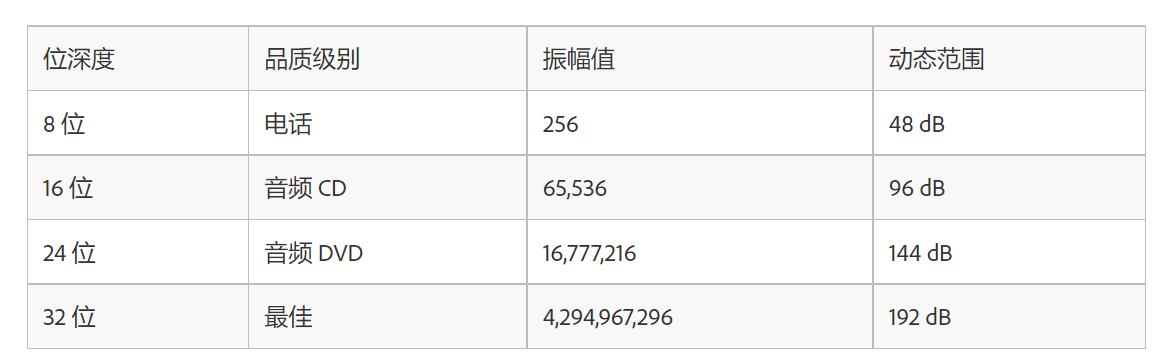 位深度 品质级别 振幅值 动态范围
8 位 电话 256 48 dB
16 位 音频 CD 65,536 96 dB
24 位 音频 DVD 16,777,216 144 dB
32 位 最佳 4,294,967,296 192 dB